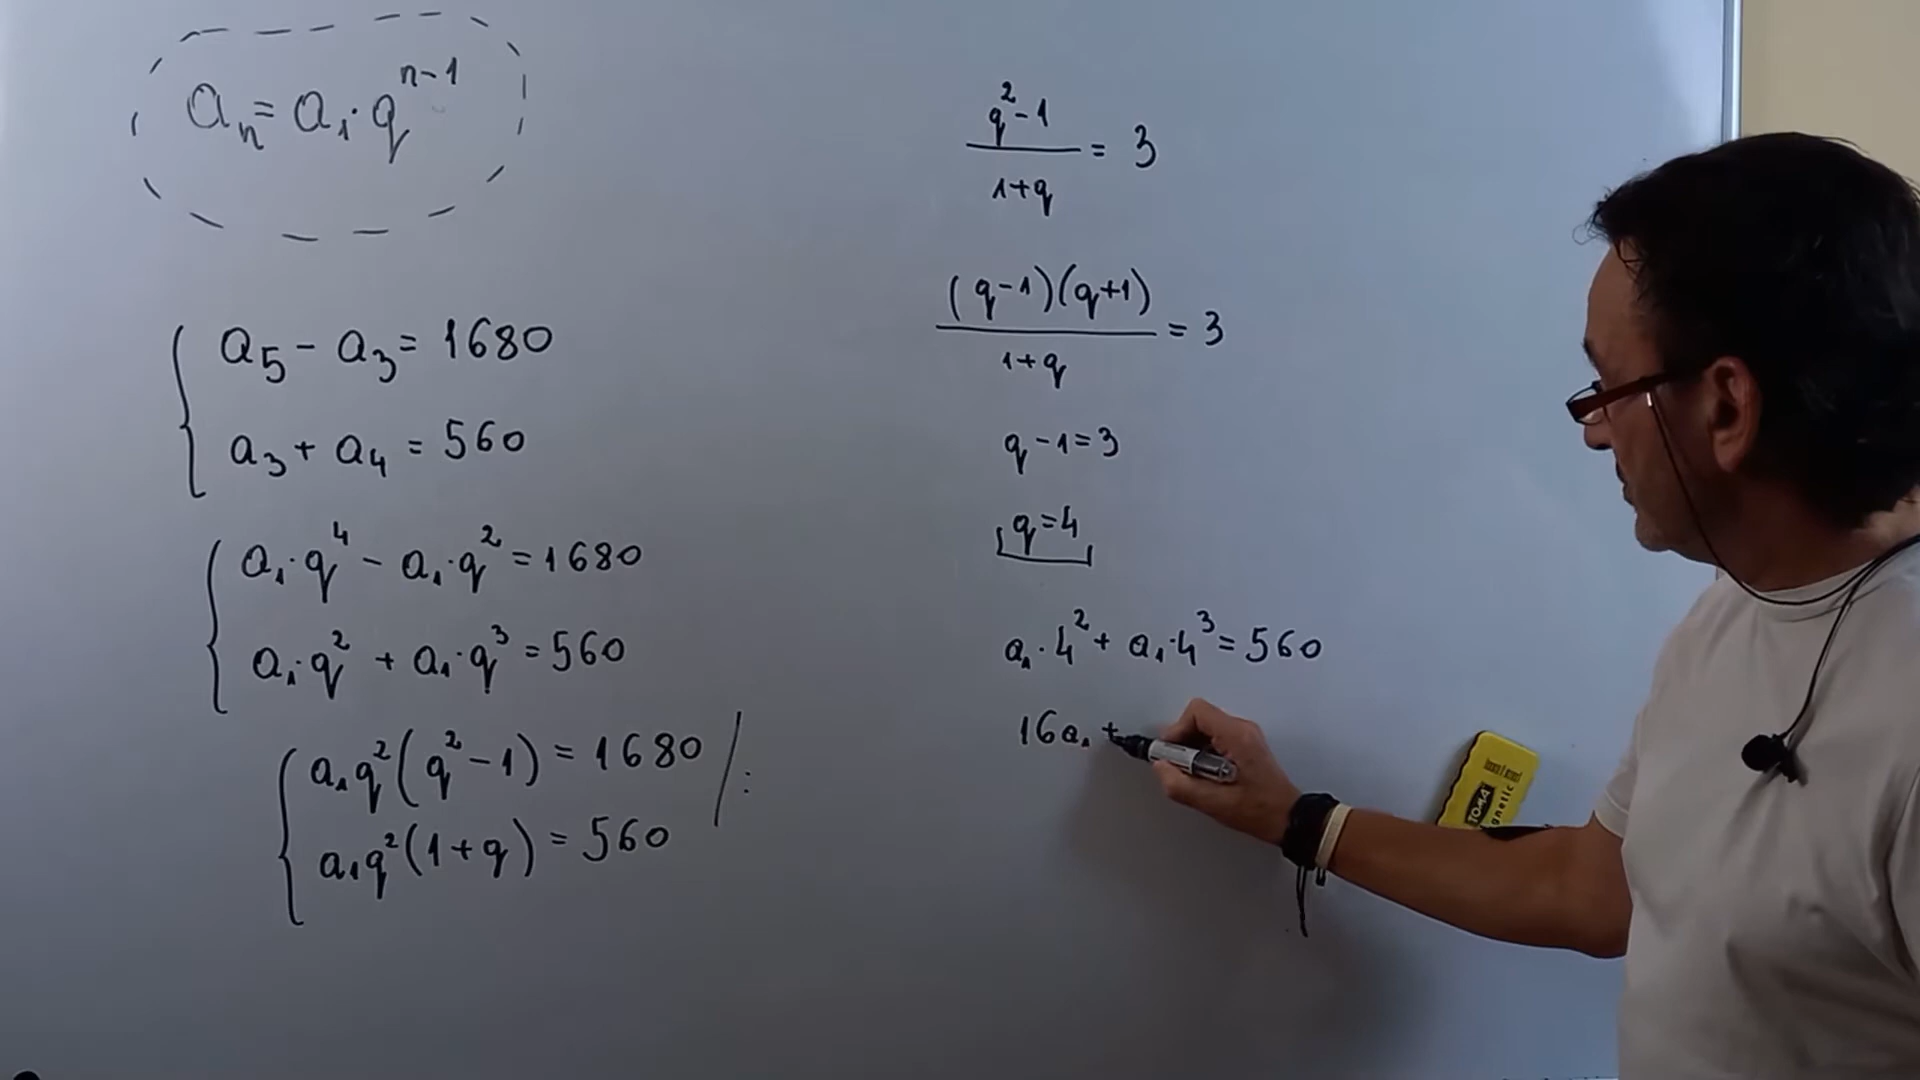 aₙ = a₁·qⁿ⁻¹
a₅ - a₃ = 1680
a₃ + a₄ = 560
a₁·q⁴ - a₁·q² = 1680
a₁·q² + a₁·q³ = 560
a₁q²(q²-1) = 1680 /:
a₁q²(1+q) = 560
q²-1
1+q
= 3
(q-1)(q+1)
1+q
= 3
q-1=3
q=4
a₁·4² + a₁·4³ = 560
16a₁ +
TOMA